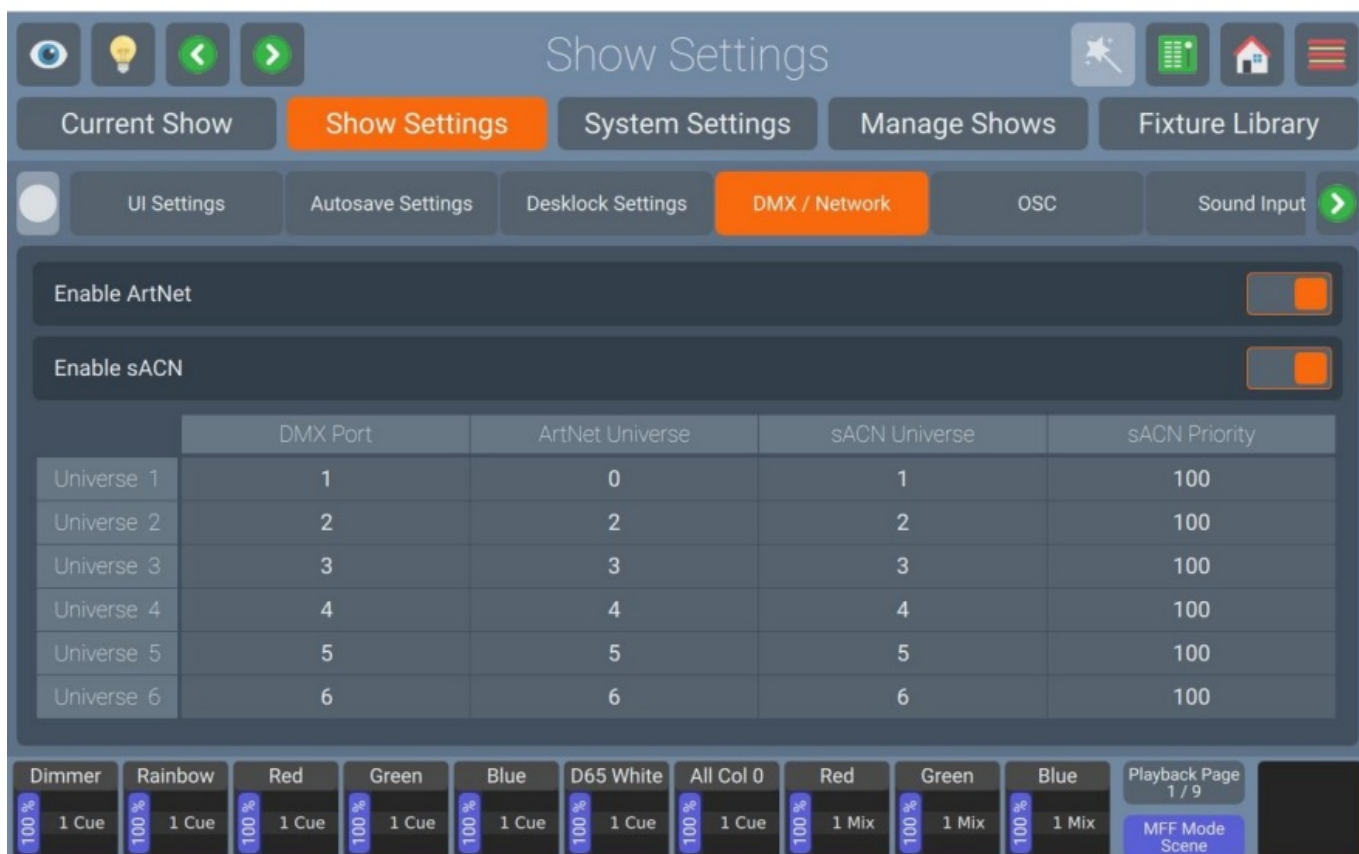 Show Settings
Current Show Show Settings System Settings Manage Shows Fixture Library
UI Settings Autosave Settings Desklock Settings DMX / Network OSC Sound Input
Enable ArtNet
Enable sACN
DMX Port ArtNet Universe sACN Universe sACN Priority
Universe 1 1 0 1 100
Universe 2 2 2 2 100
Universe 3 3 3 3 100
Universe 4 4 4 4 100
Universe 5 5 5 5 100
Universe 6 6 6 6 100
Dimmer Rainbow Red Green Blue D65 White All Col 0 Red Green Blue Playback Page
1 / 9
100 % 1 Cue 100 % 1 Cue 100 % 1 Cue 100 % 1 Cue 100 % 1 Cue 100 % 1 Cue 100 % 1 Cue 100 % 1 Mix 100 % 1 Mix 100 % 1 Mix MFF Mode
Scene